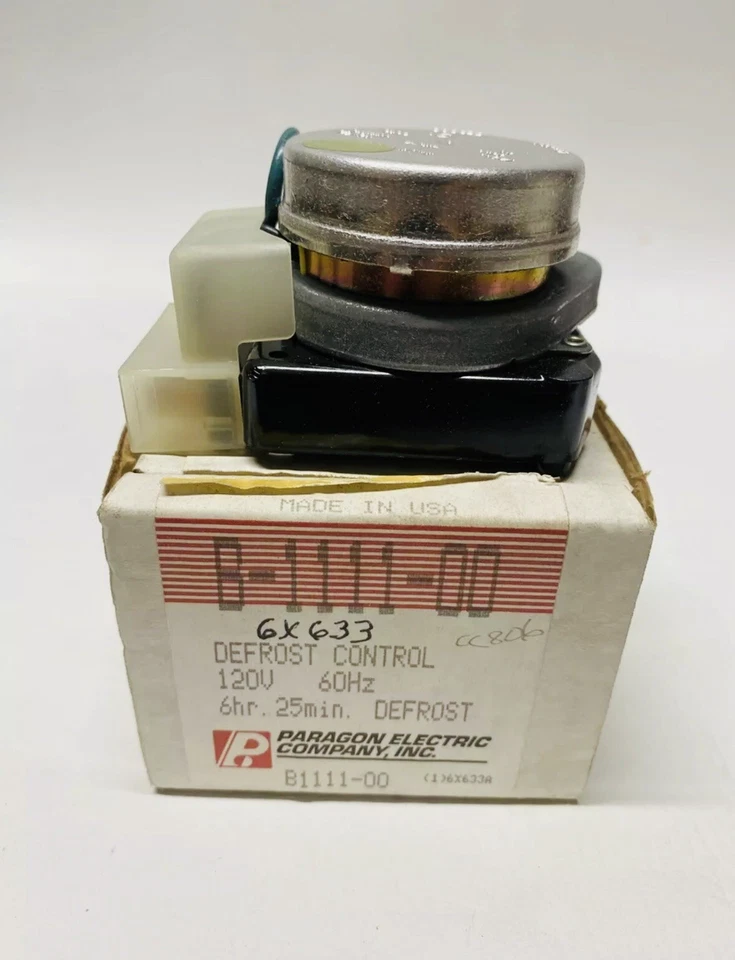 MADE IN USA
B-1111-00
6X633
CC806
DEFROST CONTROL
120V 60Hz
6hr. 25min. DEFROST
PARAGON ELECTRIC
COMPANY, INC.
B1111-00 (1)6X633A